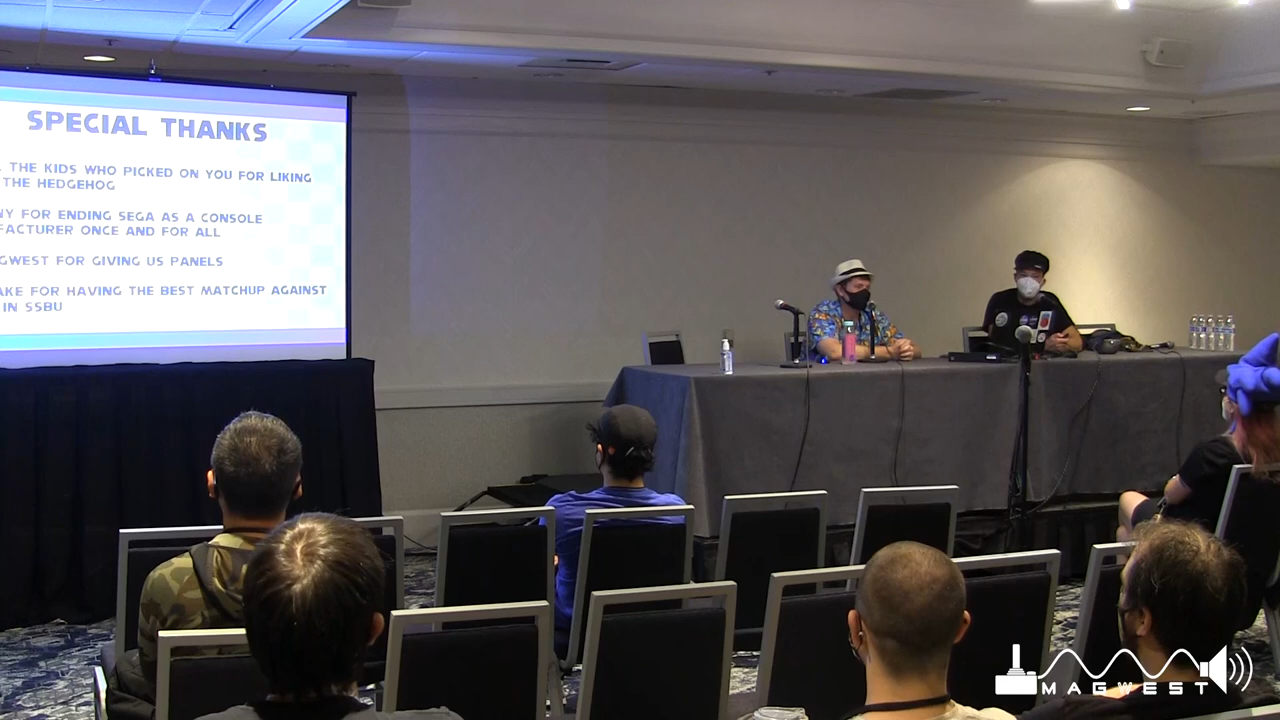 SPECIAL THANKS
THE KIDS WHO PICKED ON YOU FOR LIKING
THE HEDGEHOG
NY FOR ENDING SEGA AS A CONSOLE
FACTURER ONCE AND FOR ALL
GWEST FOR GIVING US PANELS
AKE FOR HAVING THE BEST MATCHUP AGAINST
IN SSBU
MAGWEST